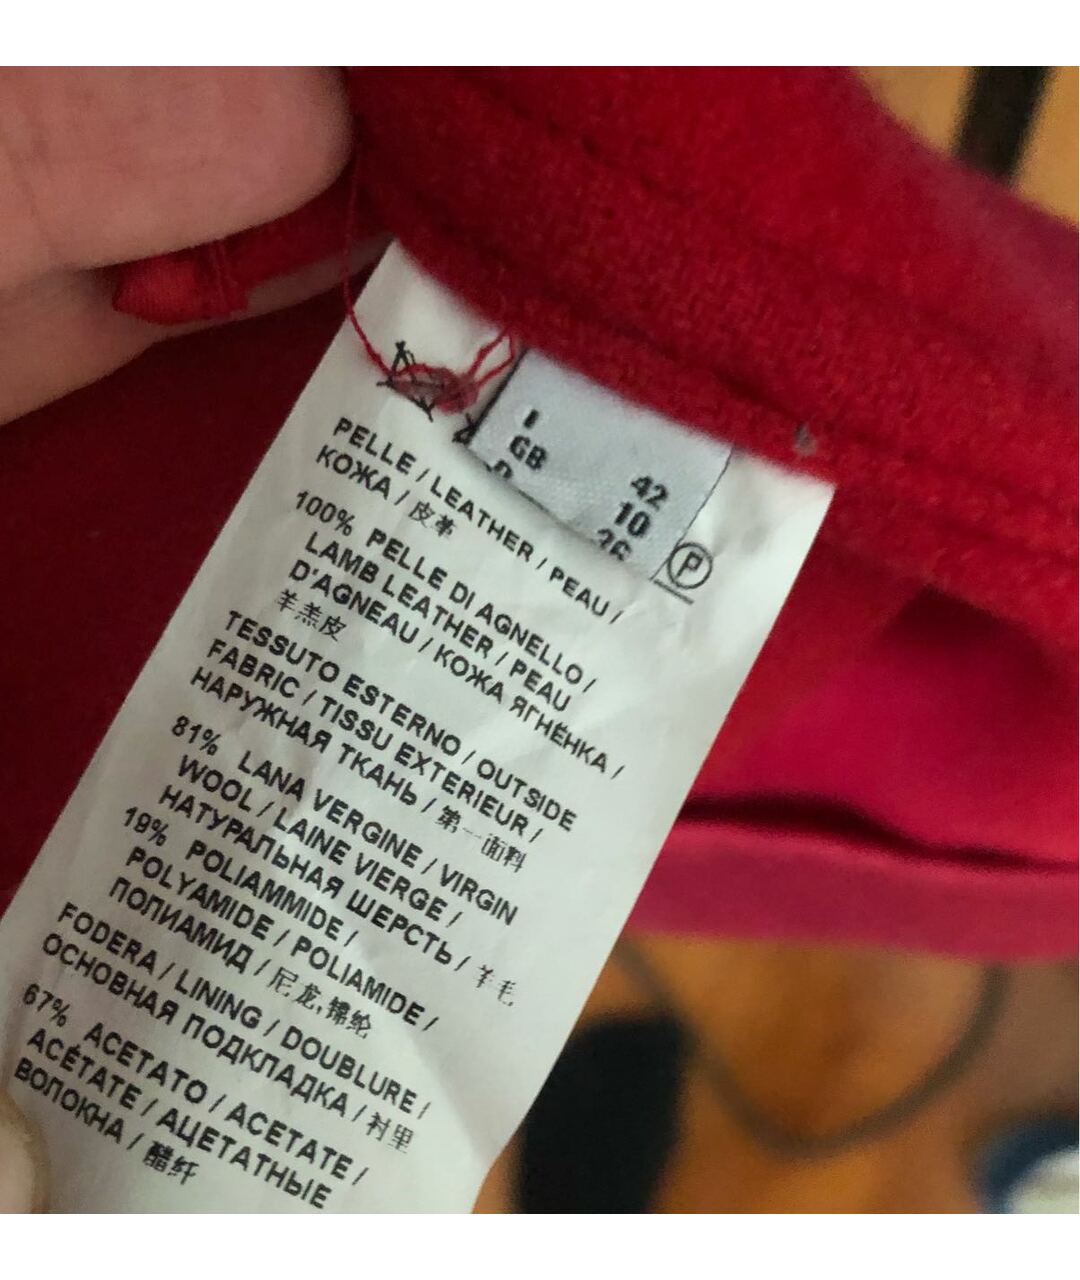 I 42
GB 10
D 36
P
PELLE / LEATHER / PEAU /
КОЖА / 皮革
100% PELLE DI AGNELLO /
LAMB LEATHER / PEAU
D'AGNEAU / КОЖА ЯГНЁНКА /
羊羔皮
TESSUTO ESTERNO / OUTSIDE
FABRIC / TISSU EXTERIEUR /
НАРУЖНАЯ ТКАНЬ / 第一面料
81% LANA VERGINE / VIRGIN
WOOL / LAINE VIERGE /
НАТУРАЛЬНАЯ ШЕРСТЬ / 羊毛
19% POLIAMMIDE /
POLYAMIDE / POLIAMIDE /
ПОЛИАМИД / 尼龙,锦纶
FODERA / LINING / DOUBLURE /
ОСНОВНАЯ ПОДКЛАДКА / 衬里
67% ACETATO / ACETATE /
ACÉTATE / АЦЕТАТНЫЕ
ВОЛОКНА / 醋纤